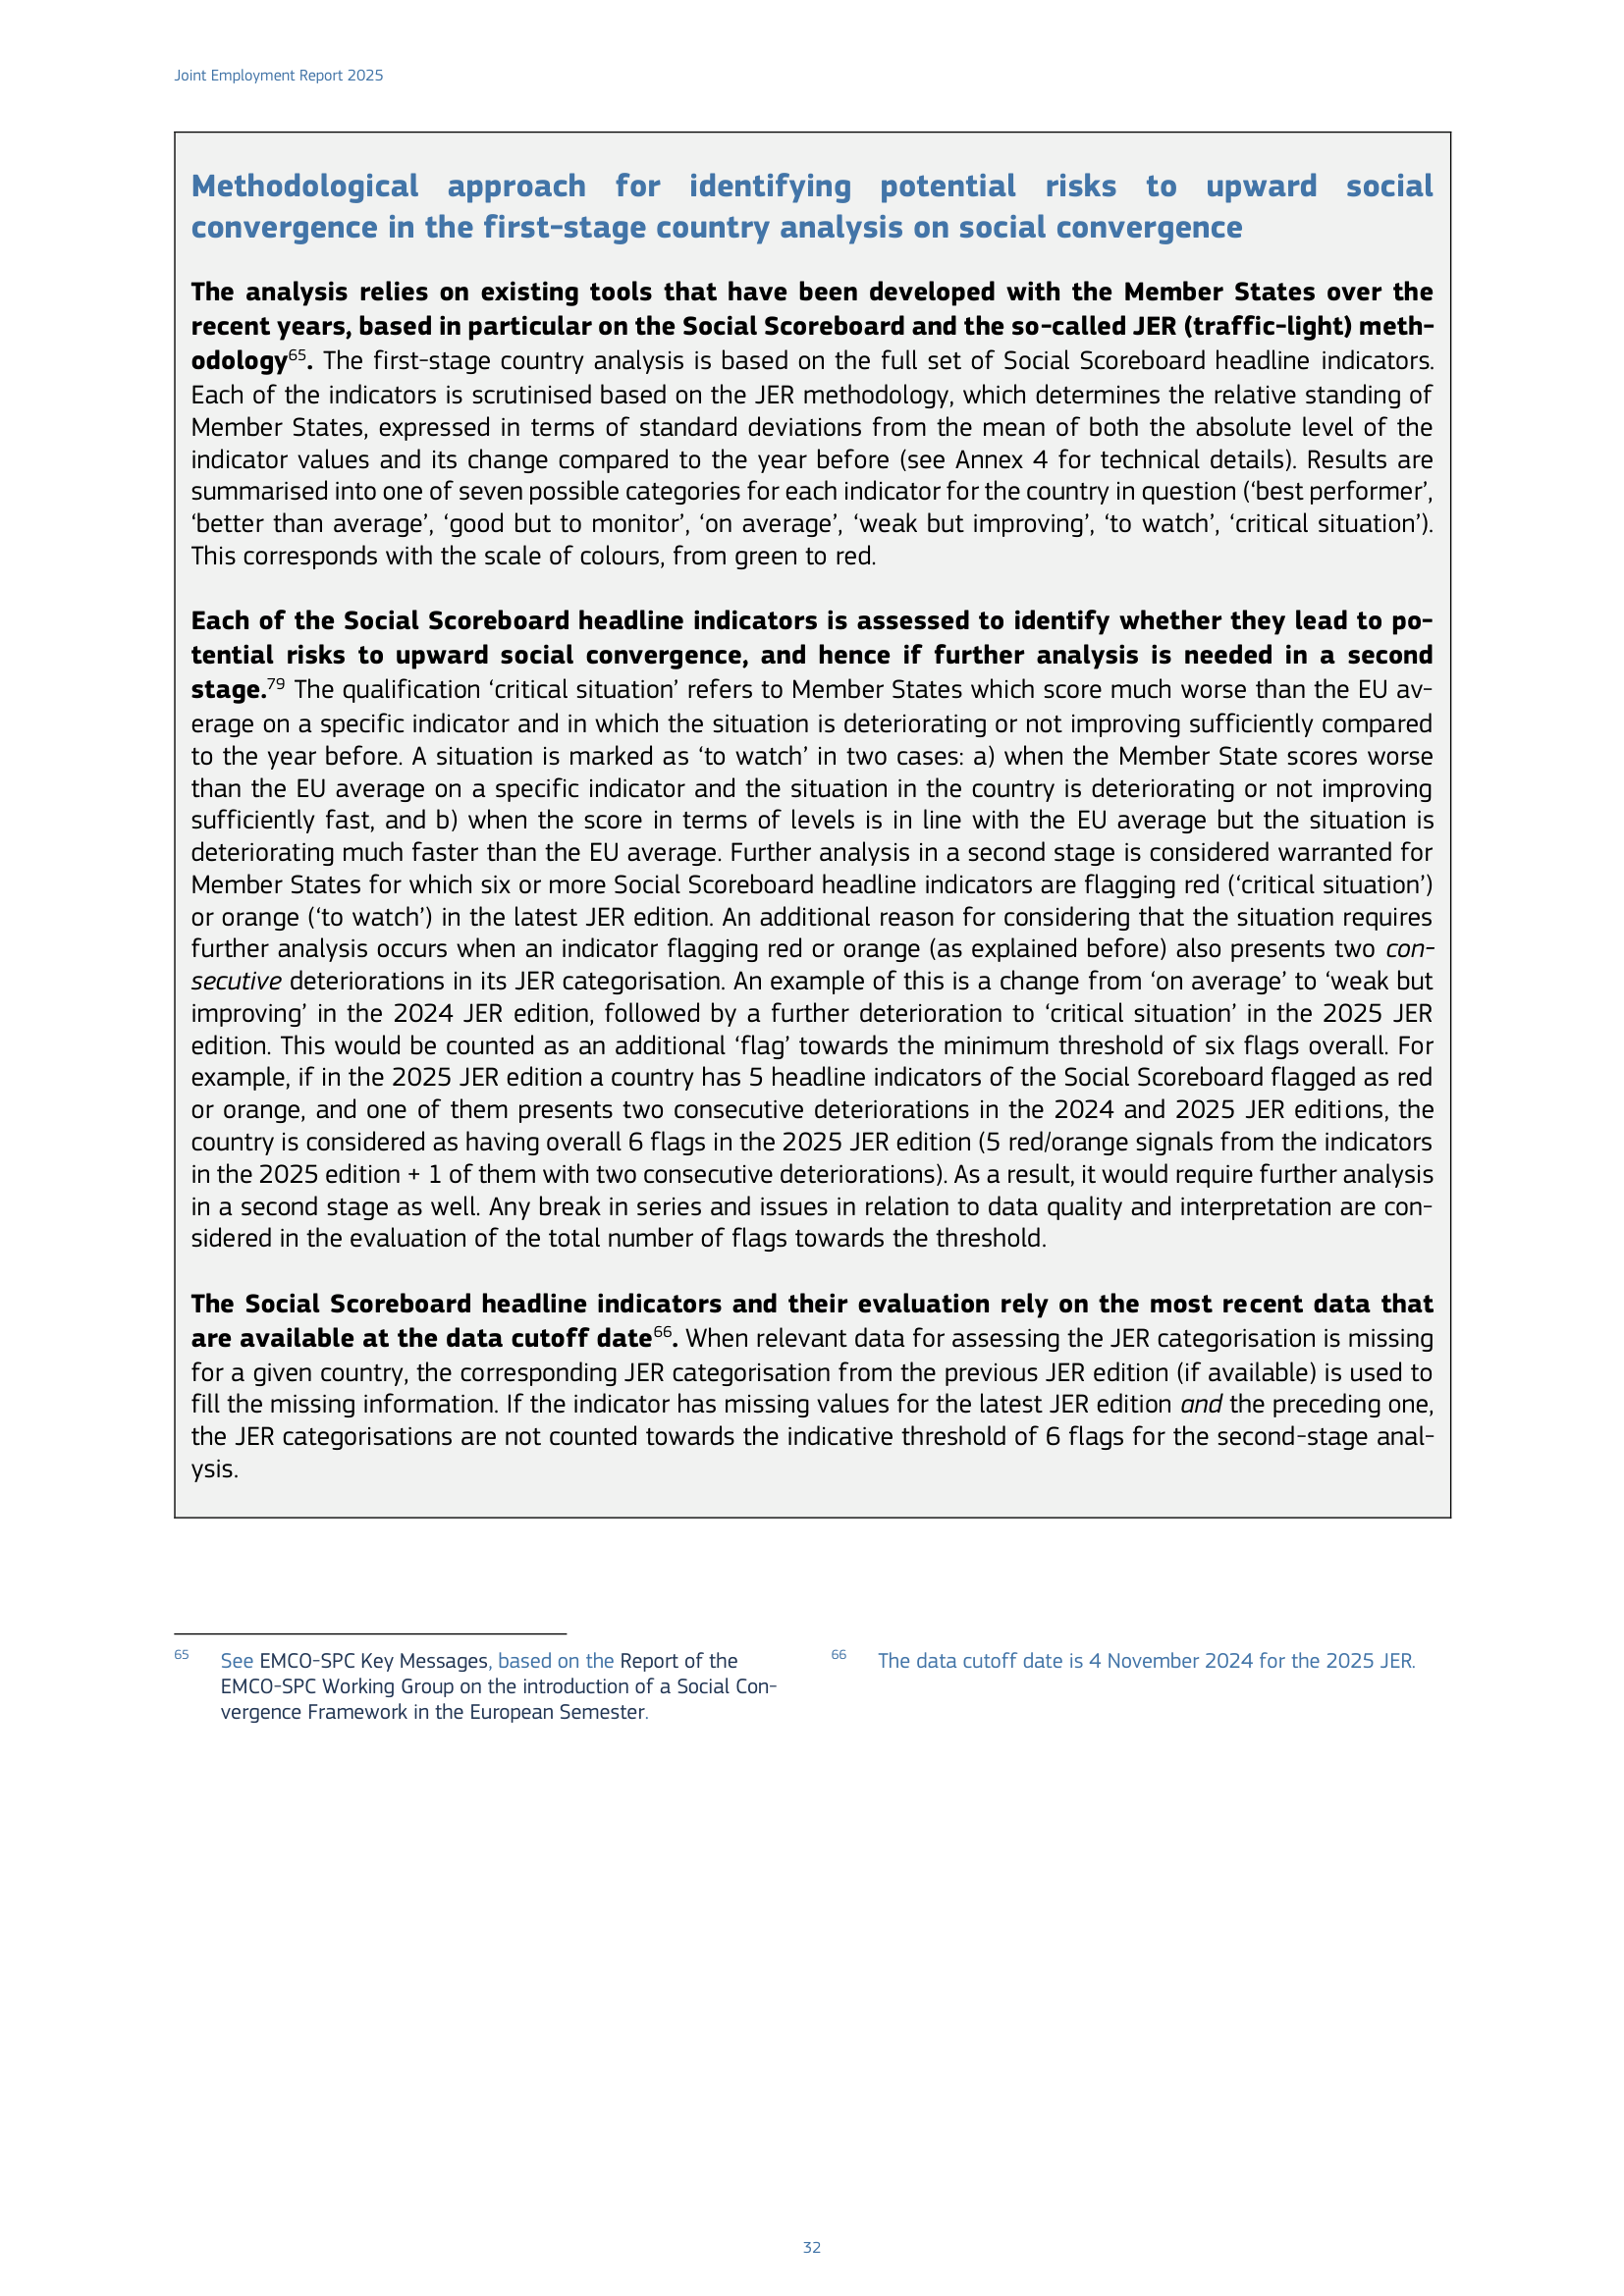 Joint Employment Report 2025
Methodological approach for identifying potential risks to upward social
convergence in the first-stage country analysis on social convergence
The analysis relies on existing tools that have been developed with the Member States over the
recent years, based in particular on the Social Scoreboard and the so-called JER (traffic-light) meth-
odology65. The first-stage country analysis is based on the full set of Social Scoreboard headline indicators.
Each of the indicators is scrutinised based on the JER methodology, which determines the relative standing of
Member States, expressed in terms of standard deviations from the mean of both the absolute level of the
indicator values and its change compared to the year before (see Annex 4 for technical details). Results are
summarised into one of seven possible categories for each indicator for the country in question (‘best performer’,
‘better than average’, ‘good but to monitor’, ‘on average’, ‘weak but improving’, ‘to watch’, ‘critical situation’).
This corresponds with the scale of colours, from green to red.
Each of the Social Scoreboard headline indicators is assessed to identify whether they lead to po-
tential risks to upward social convergence, and hence if further analysis is needed in a second
stage.79 The qualification ‘critical situation’ refers to Member States which score much worse than the EU av-
erage on a specific indicator and in which the situation is deteriorating or not improving sufficiently compared
to the year before. A situation is marked as ‘to watch’ in two cases: a) when the Member State scores worse
than the EU average on a specific indicator and the situation in the country is deteriorating or not improving
sufficiently fast, and b) when the score in terms of levels is in line with the EU average but the situation is
deteriorating much faster than the EU average. Further analysis in a second stage is considered warranted for
Member States for which six or more Social Scoreboard headline indicators are flagging red (‘critical situation’)
or orange (‘to watch’) in the latest JER edition. An additional reason for considering that the situation requires
further analysis occurs when an indicator flagging red or orange (as explained before) also presents two con-
secutive deteriorations in its JER categorisation. An example of this is a change from ‘on average’ to ‘weak but
improving’ in the 2024 JER edition, followed by a further deterioration to ‘critical situation’ in the 2025 JER
edition. This would be counted as an additional ‘flag’ towards the minimum threshold of six flags overall. For
example, if in the 2025 JER edition a country has 5 headline indicators of the Social Scoreboard flagged as red
or orange, and one of them presents two consecutive deteriorations in the 2024 and 2025 JER editions, the
country is considered as having overall 6 flags in the 2025 JER edition (5 red/orange signals from the indicators
in the 2025 edition + 1 of them with two consecutive deteriorations). As a result, it would require further analysis
in a second stage as well. Any break in series and issues in relation to data quality and interpretation are con-
sidered in the evaluation of the total number of flags towards the threshold.
The Social Scoreboard headline indicators and their evaluation rely on the most recent data that
are available at the data cutoff date66. When relevant data for assessing the JER categorisation is missing
for a given country, the corresponding JER categorisation from the previous JER edition (if available) is used to
fill the missing information. If the indicator has missing values for the latest JER edition and the preceding one,
the JER categorisations are not counted towards the indicative threshold of 6 flags for the second-stage anal-
ysis.
65 See EMCO-SPC Key Messages, based on the Report of the
EMCO-SPC Working Group on the introduction of a Social Con-
vergence Framework in the European Semester.
66 The data cutoff date is 4 November 2024 for the 2025 JER.
32